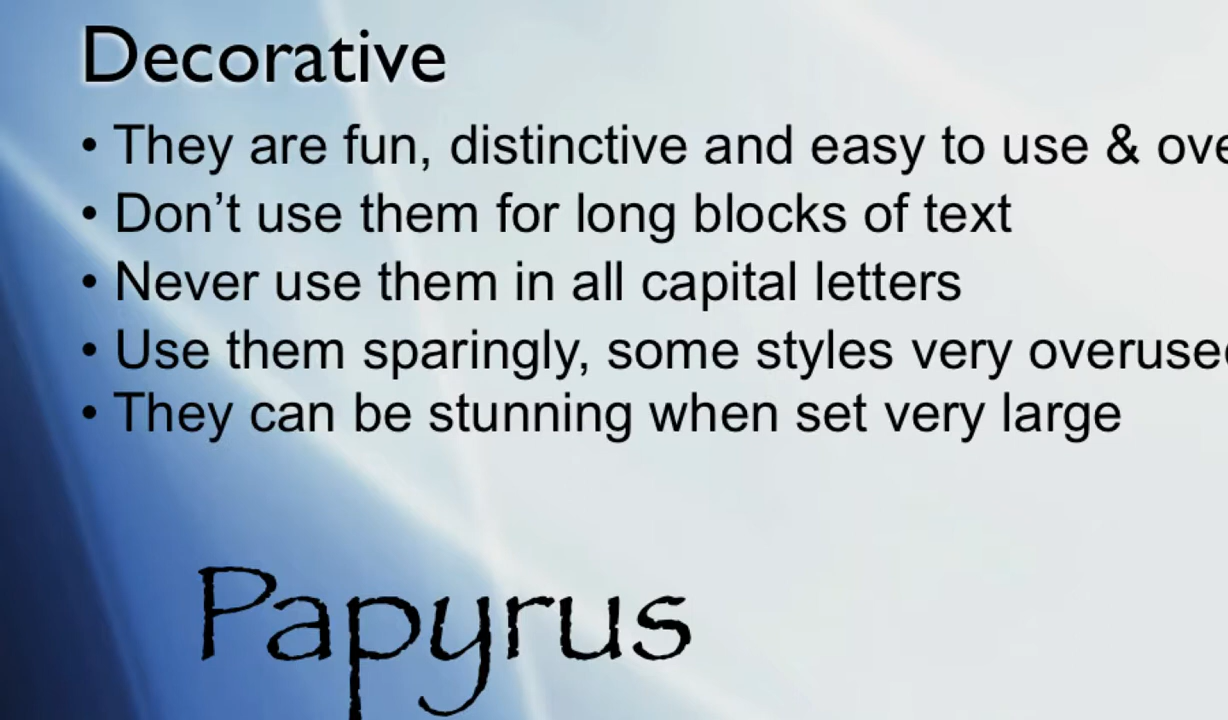 Decorative
• They are fun, distinctive and easy to use &
• Don’t use them for long blocks of text
• Never use them in all capital letters
• Use them sparingly, some styles very overused
• They can be stunning when set very large
Papyrus